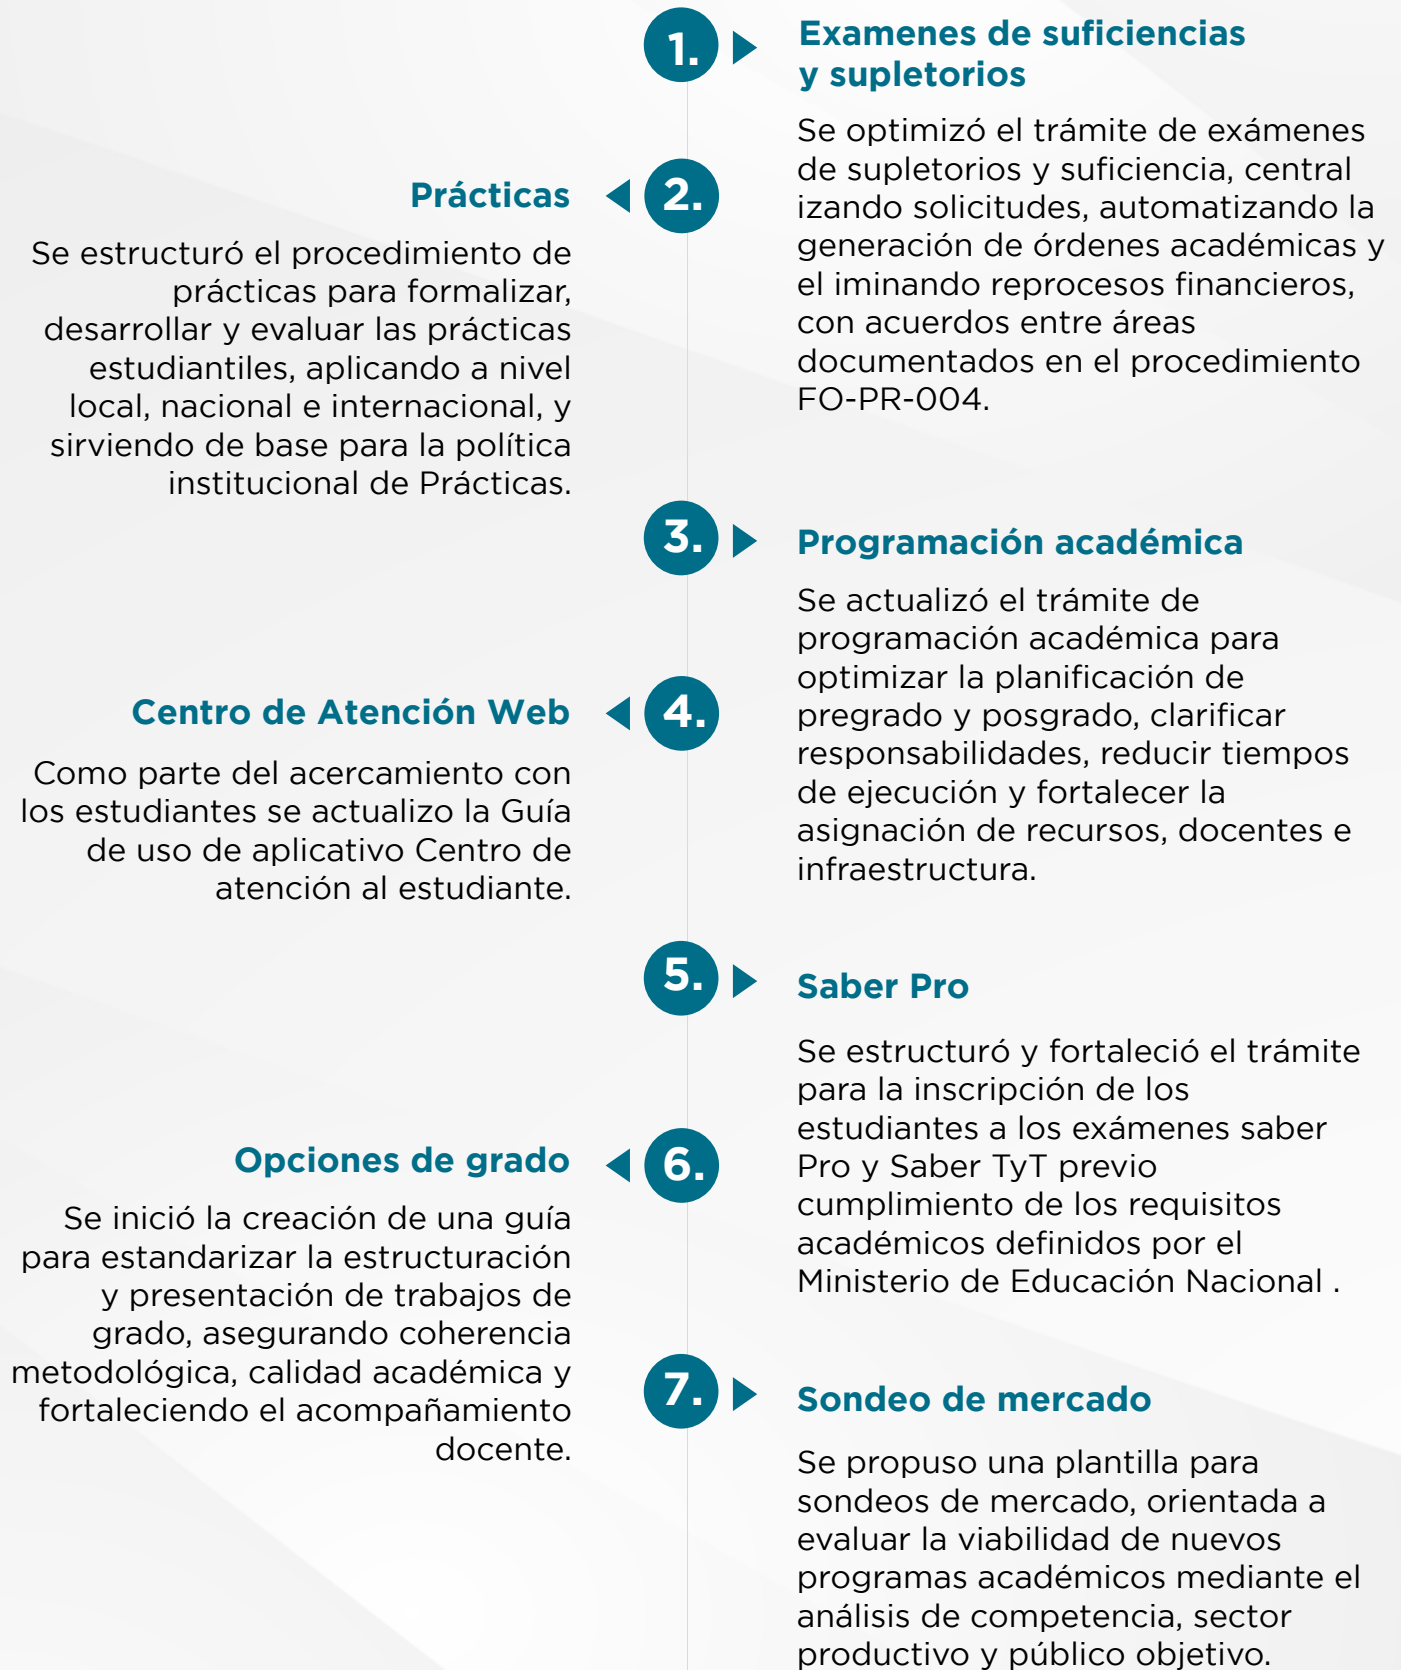 1.
Examenes de suficiencias
y supletorios
Se optimizó el trámite de exámenes
de supletorios y suficiencia, central
izando solicitudes, automatizando la
generación de órdenes académicas y
el iminando reprocesos financieros,
con acuerdos entre áreas
documentados en el procedimiento
FO-PR-004.
2.
Prácticas
Se estructuró el procedimiento de
prácticas para formalizar,
desarrollar y evaluar las prácticas
estudiantiles, aplicando a nivel
local, nacional e internacional, y
sirviendo de base para la política
institucional de Prácticas.
3.
Programación académica
Se actualizó el trámite de
programación académica para
optimizar la planificación de
pregrado y posgrado, clarificar
responsabilidades, reducir tiempos
de ejecución y fortalecer la
asignación de recursos, docentes e
infraestructura.
4.
Centro de Atención Web
Como parte del acercamiento con
los estudiantes se actualizo la Guía
de uso de aplicativo Centro de
atención al estudiante.
5.
Saber Pro
Se estructuró y fortaleció el trámite
para la inscripción de los
estudiantes a los exámenes saber
Pro y Saber TyT previo
cumplimiento de los requisitos
académicos definidos por el
Ministerio de Educación Nacional .
6.
Opciones de grado
Se inició la creación de una guía
para estandarizar la estructuración
y presentación de trabajos de
grado, asegurando coherencia
metodológica, calidad académica y
fortaleciendo el acompañamiento
docente.
7.
Sondeo de mercado
Se propuso una plantilla para
sondeos de mercado, orientada a
evaluar la viabilidad de nuevos
programas académicos mediante el
análisis de competencia, sector
productivo y público objetivo.